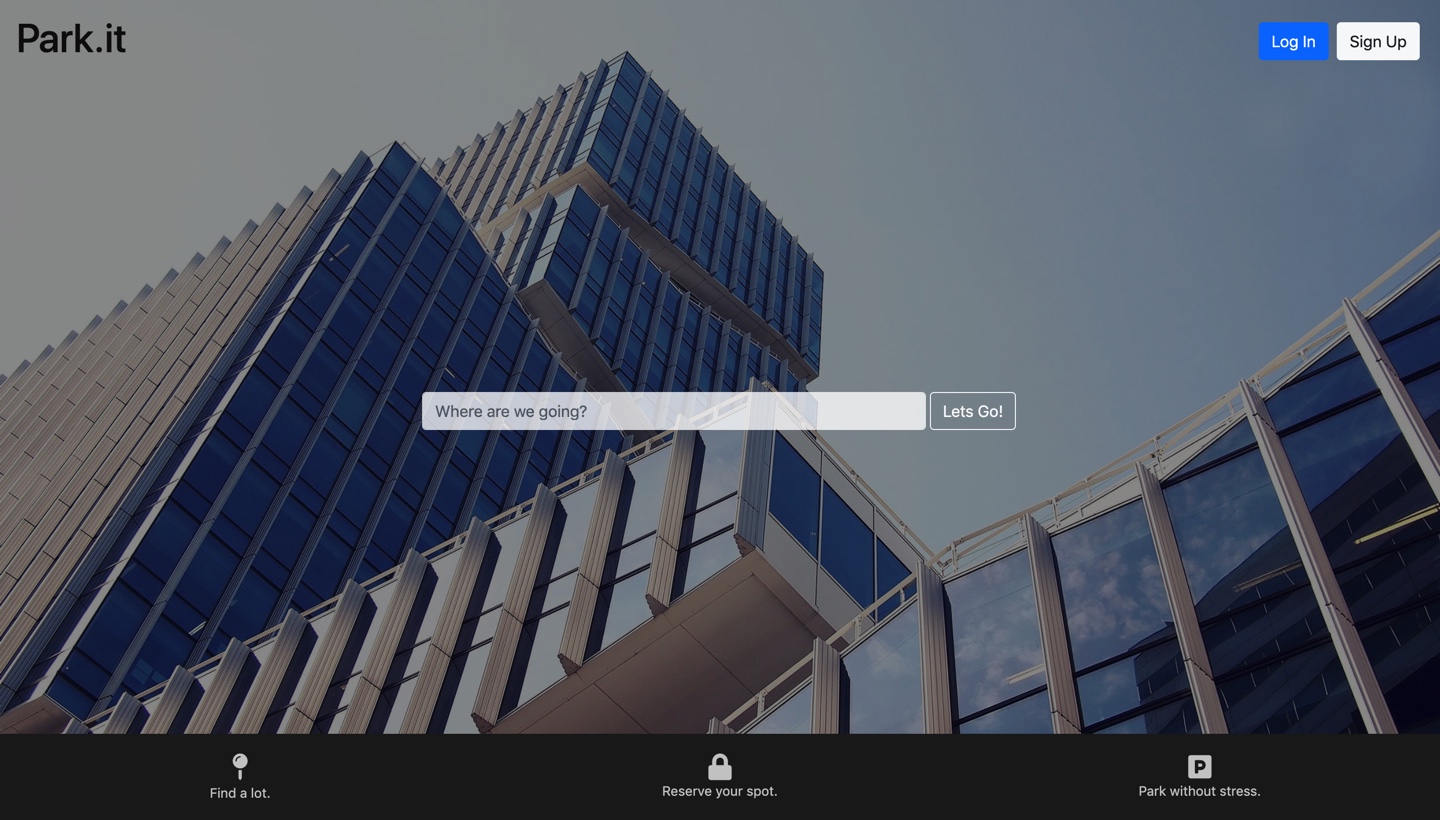 Park.it
Log In
Sign Up
Where are we going?
Lets Go!
Find a lot.
Reserve your spot.
P
Park without stress.